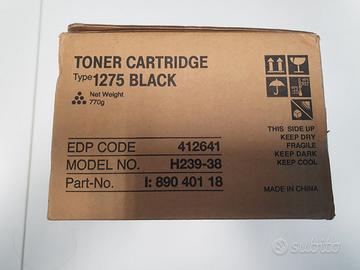 TONER CARTRIDGE
Type 1275 BLACK
Net Weight
770g
THIS SIDE UP
KEEP DRY
FRAGILE
KEEP DARK
KEEP COOL
EDP CODE 412641
MODEL NO. H239-38
Part-No. I: 890 401 18
MADE IN CHINA
subito